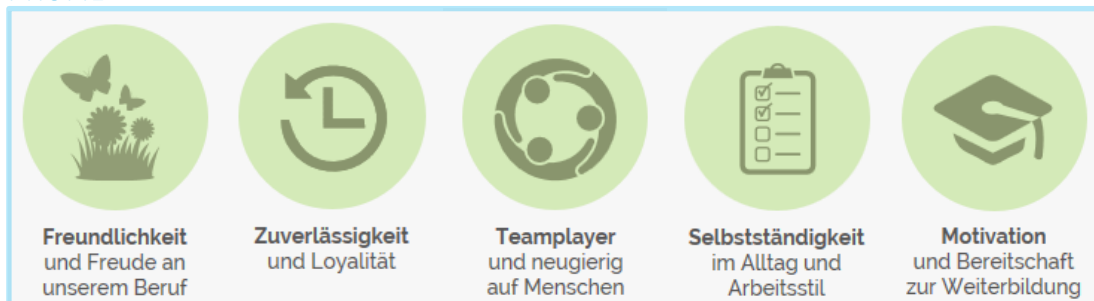 Freundlichkeit
und Freude an
unserem Beruf
Zuverlässigkeit
und Loyalität
Teamplayer
und neugierig
auf Menschen
Selbstständigkeit
im Alltag und
Arbeitsstil
Motivation
und Bereitschaft
zur Weiterbildung